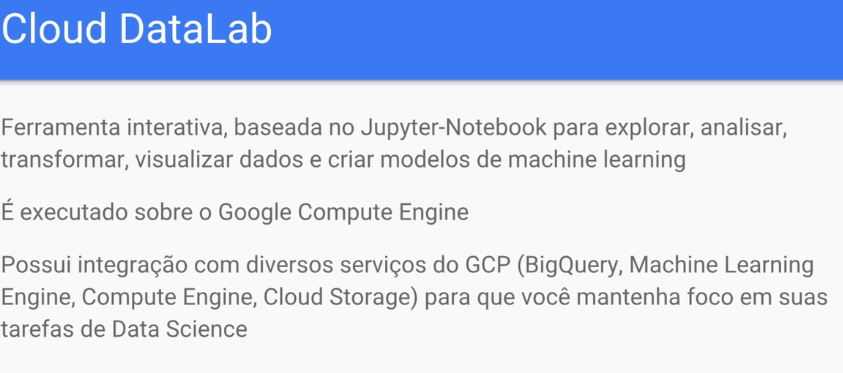 Cloud DataLab
Ferramenta interativa, baseada no Jupyter-Notebook para explorar, analisar,
transformar, visualizar dados e criar modelos de machine learning
É executado sobre o Google Compute Engine
Possui integração com diversos serviços do GCP (BigQuery, Machine Learning
Engine, Compute Engine, Cloud Storage) para que você mantenha foco em suas
tarefas de Data Science